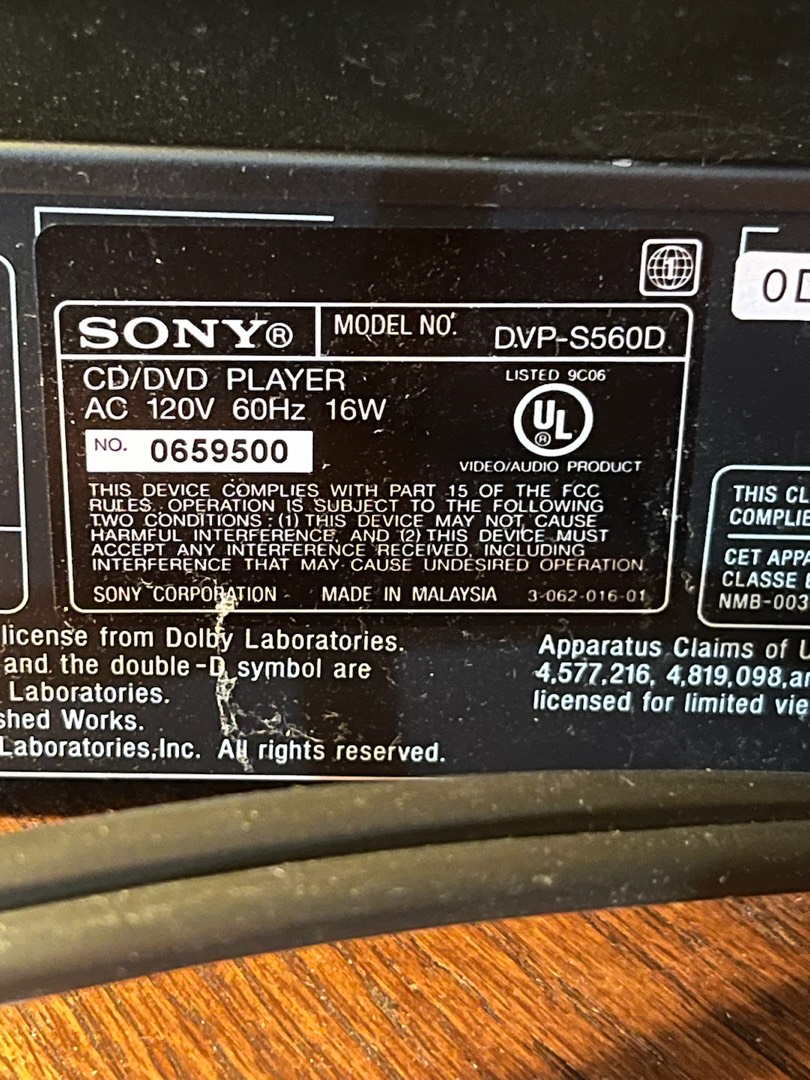 SONY® MODEL NO. DVP-S560D
CD/DVD PLAYER
AC 120V 60Hz 16W
NO. 0659500
LISTED 9C06
UL®
VIDEO/AUDIO PRODUCT
THIS DEVICE COMPLIES WITH PART 15 OF THE FCC
RULES. OPERATION IS SUBJECT TO THE FOLLOWING
TWO CONDITIONS : (1) THIS DEVICE MAY NOT CAUSE
HARMFUL INTERFERENCE, AND (2) THIS DEVICE MUST
ACCEPT ANY INTERFERENCE RECEIVED, INCLUDING
INTERFERENCE THAT MAY CAUSE UNDESIRED OPERATION.
SONY CORPORATION MADE IN MALAYSIA 3-062-016-01
1
0D
THIS CL
COMPLIE
CET APPA
CLASSE
NMB-003
license from Dolby Laboratories.
and the double-D symbol are
Laboratories.
shed Works.
Laboratories,Inc. All rights reserved.
Apparatus Claims of U
4,577,216, 4,819,098,an
licensed for limited vie